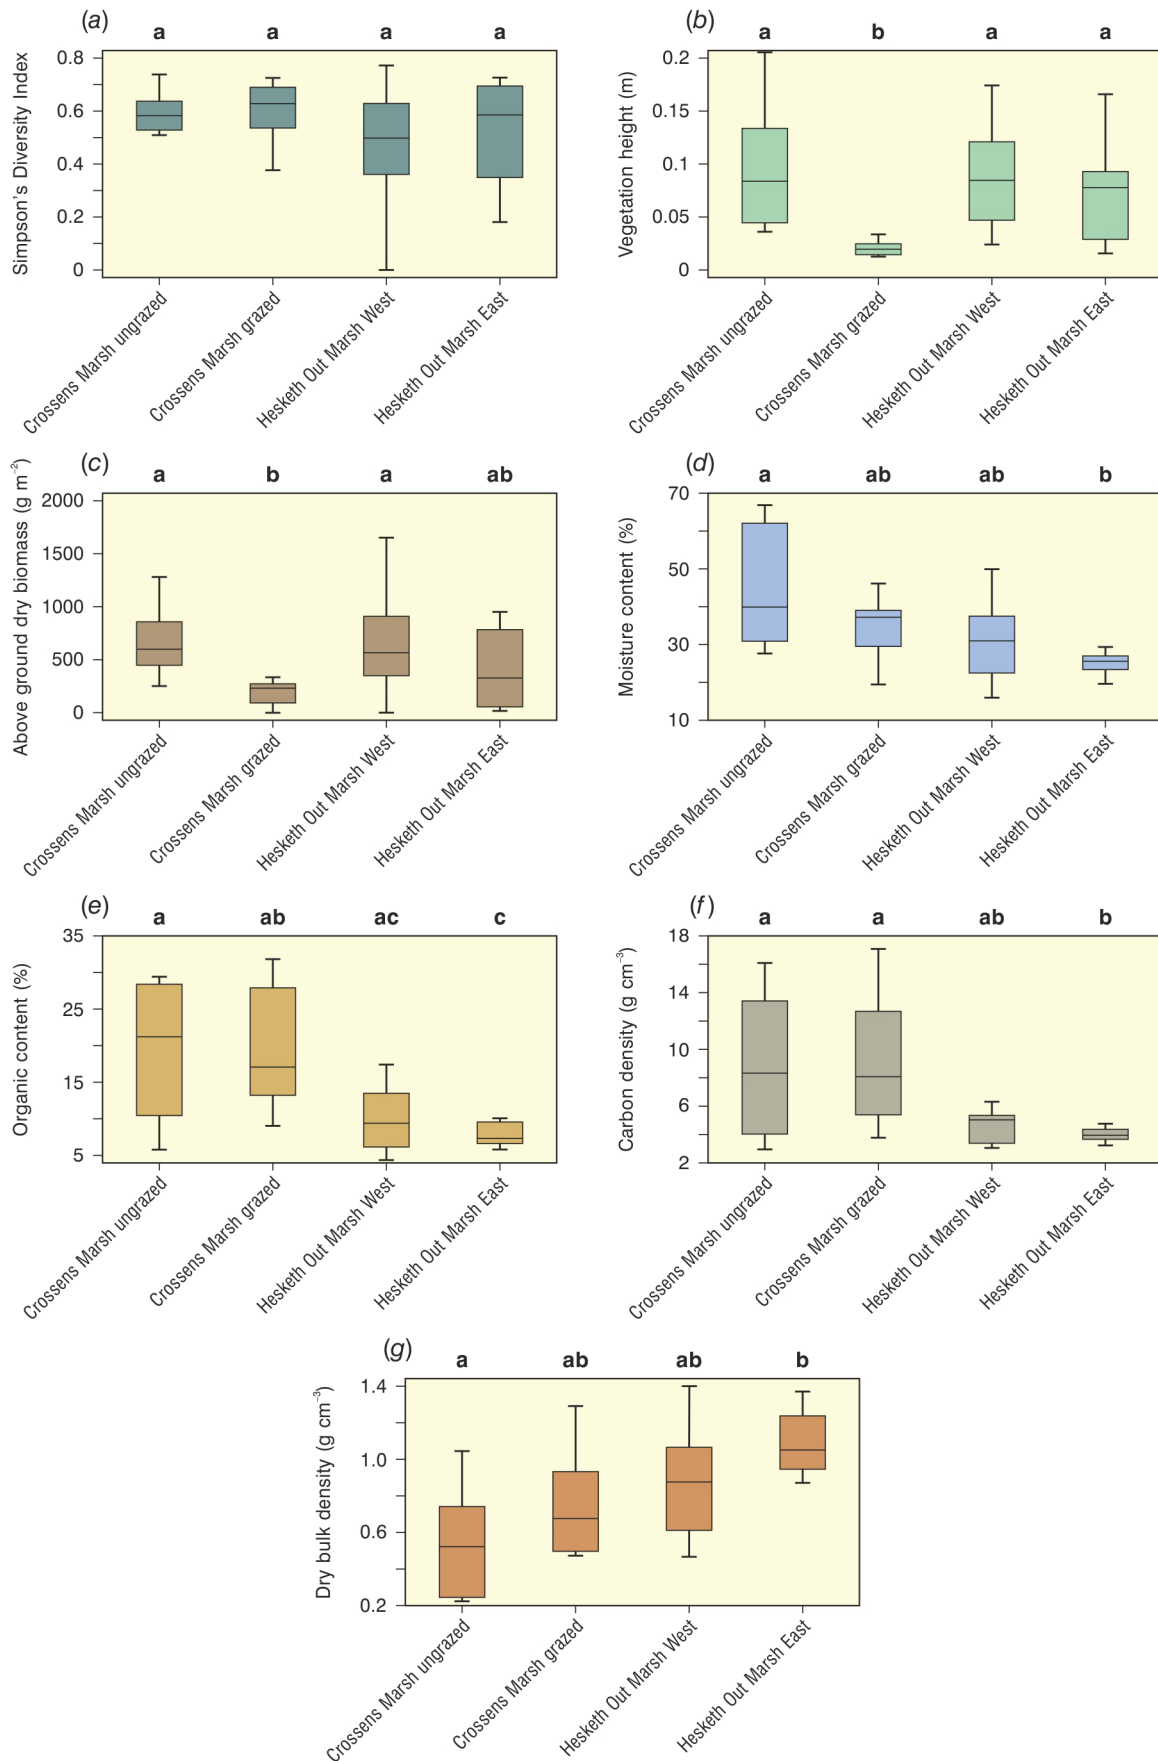 (a)
a a a a
Simpson's Diversity Index
0.8
0.6
0.4
0.2
0
Crossens Marsh ungrazed
Crossens Marsh grazed
Hesketh Out Marsh West
Hesketh Out Marsh East
(b)
a b a a
Vegetation height (m)
0.2
0.15
0.1
0.05
0
Crossens Marsh ungrazed
Crossens Marsh grazed
Hesketh Out Marsh West
Hesketh Out Marsh East
(c)
a b a ab
Above ground dry biomass (g m⁻²)
2000
1500
1000
500
0
Crossens Marsh ungrazed
Crossens Marsh grazed
Hesketh Out Marsh West
Hesketh Out Marsh East
(d)
a ab ab b
Moisture content (%)
70
50
30
10
Crossens Marsh ungrazed
Crossens Marsh grazed
Hesketh Out Marsh West
Hesketh Out Marsh East
(e)
a ab ac c
Organic content (%)
35
25
15
5
Crossens Marsh ungrazed
Crossens Marsh grazed
Hesketh Out Marsh West
Hesketh Out Marsh East
(f)
a a ab b
Carbon density (g cm⁻³)
18
14
10
6
2
Crossens Marsh ungrazed
Crossens Marsh grazed
Hesketh Out Marsh West
Hesketh Out Marsh East
(g)
a ab ab b
Dry bulk density (g cm⁻³)
1.4
1.0
0.6
0.2
Crossens Marsh ungrazed
Crossens Marsh grazed
Hesketh Out Marsh West
Hesketh Out Marsh East